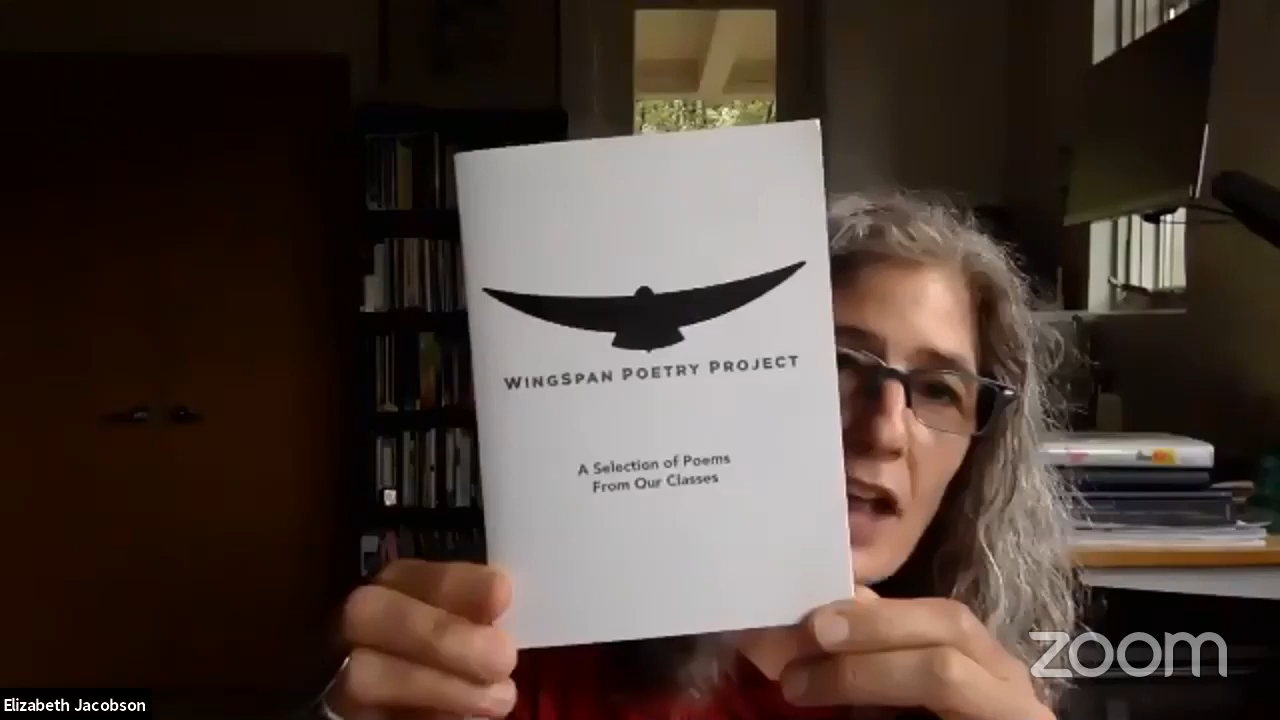 WINGSPAN POETRY PROJECT
A Selection of Poems
From Our Classes
zoom
Elizabeth Jacobson